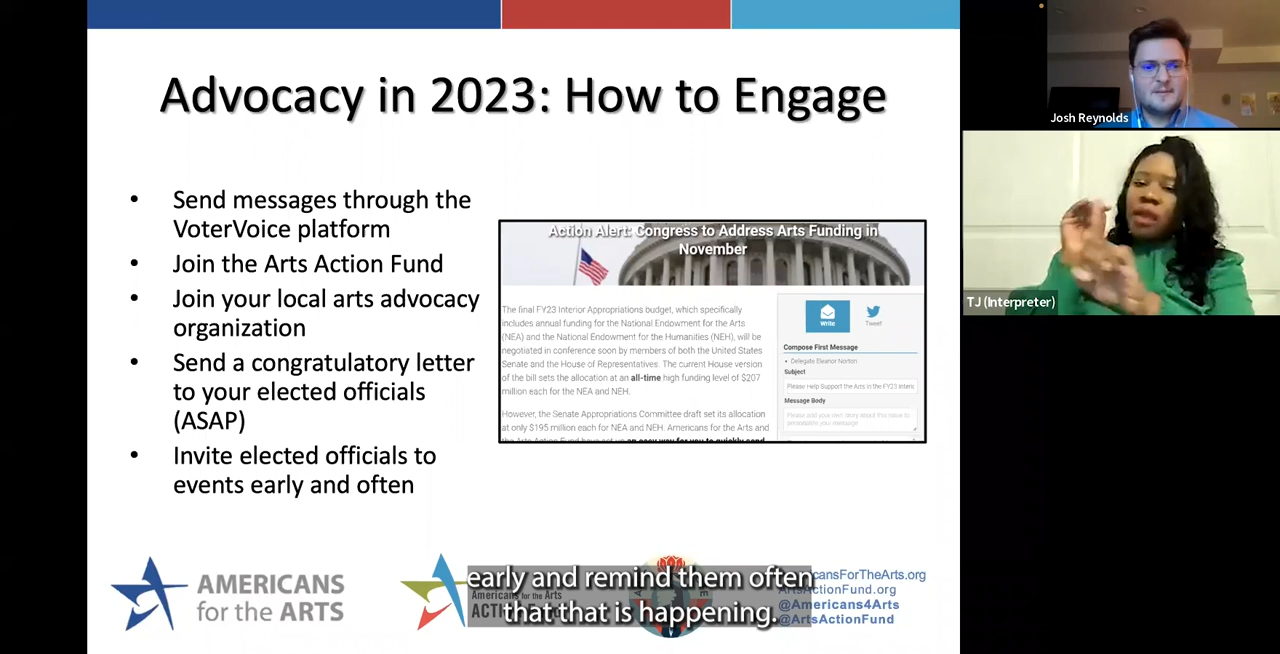 Advocacy in 2023: How to Engage
• Send messages through the
VoterVoice platform
• Join the Arts Action Fund
• Join your local arts advocacy
organization
• Send a congratulatory letter
to your elected officials
(ASAP)
• Invite elected officials to
events early and often
Action Alert: Congress to Address Arts Funding in
November
The final FY23 Interior Appropriations budget, which specifically
includes annual funding for the National Endowment for the Arts
(NEA) and the National Endowment for the Humanities (NEH), will be
negotiated in conference soon by members of both the United States
Senate and the House of Representatives. The current House version
of the bill sets the allocation at an all-time high funding level of $207
million each for the NEA and NEH.
However, the Senate Appropriations Committee draft set its allocation
at only $195 million each for NEA and NEH. Americans for the Arts and
the Arts Action Fund have set up an easy way for you to quickly send
Write
Tweet
Compose First Message
• Delegate Eleanor Norton
Subject
Please Help Support the Arts in the FY23 Interi
Message Body
Please add your own story about this issue to
personalize your message
AMERICANS
for the ARTS
Americans for the Arts
ACTI
early and remind them often
that that is happening.
icansForTheArts.org
ArtsActionFund.org
@Americans4Arts
@ArtsActionFund
Josh Reynolds
TJ (Interpreter)